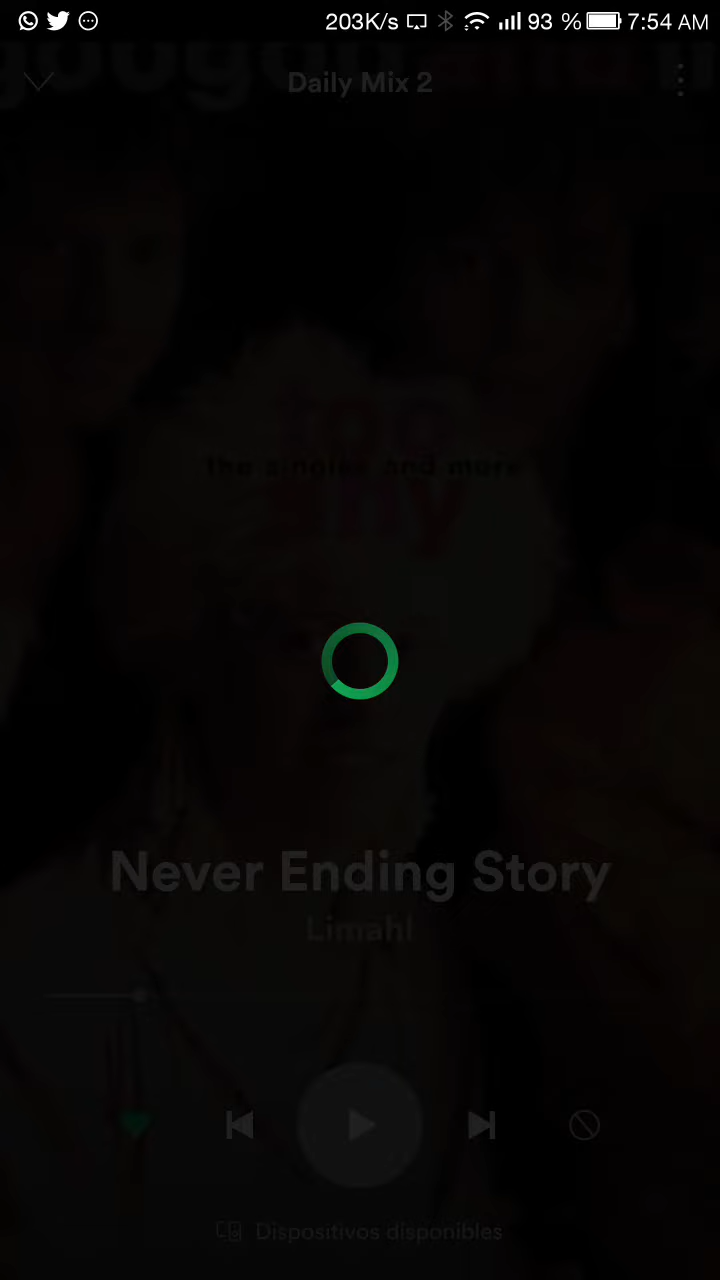 203K/s 93 % 7:54 AM
Daily Mix 2
the singles and more
Never Ending Story
Limahl
Dispositivos disponibles